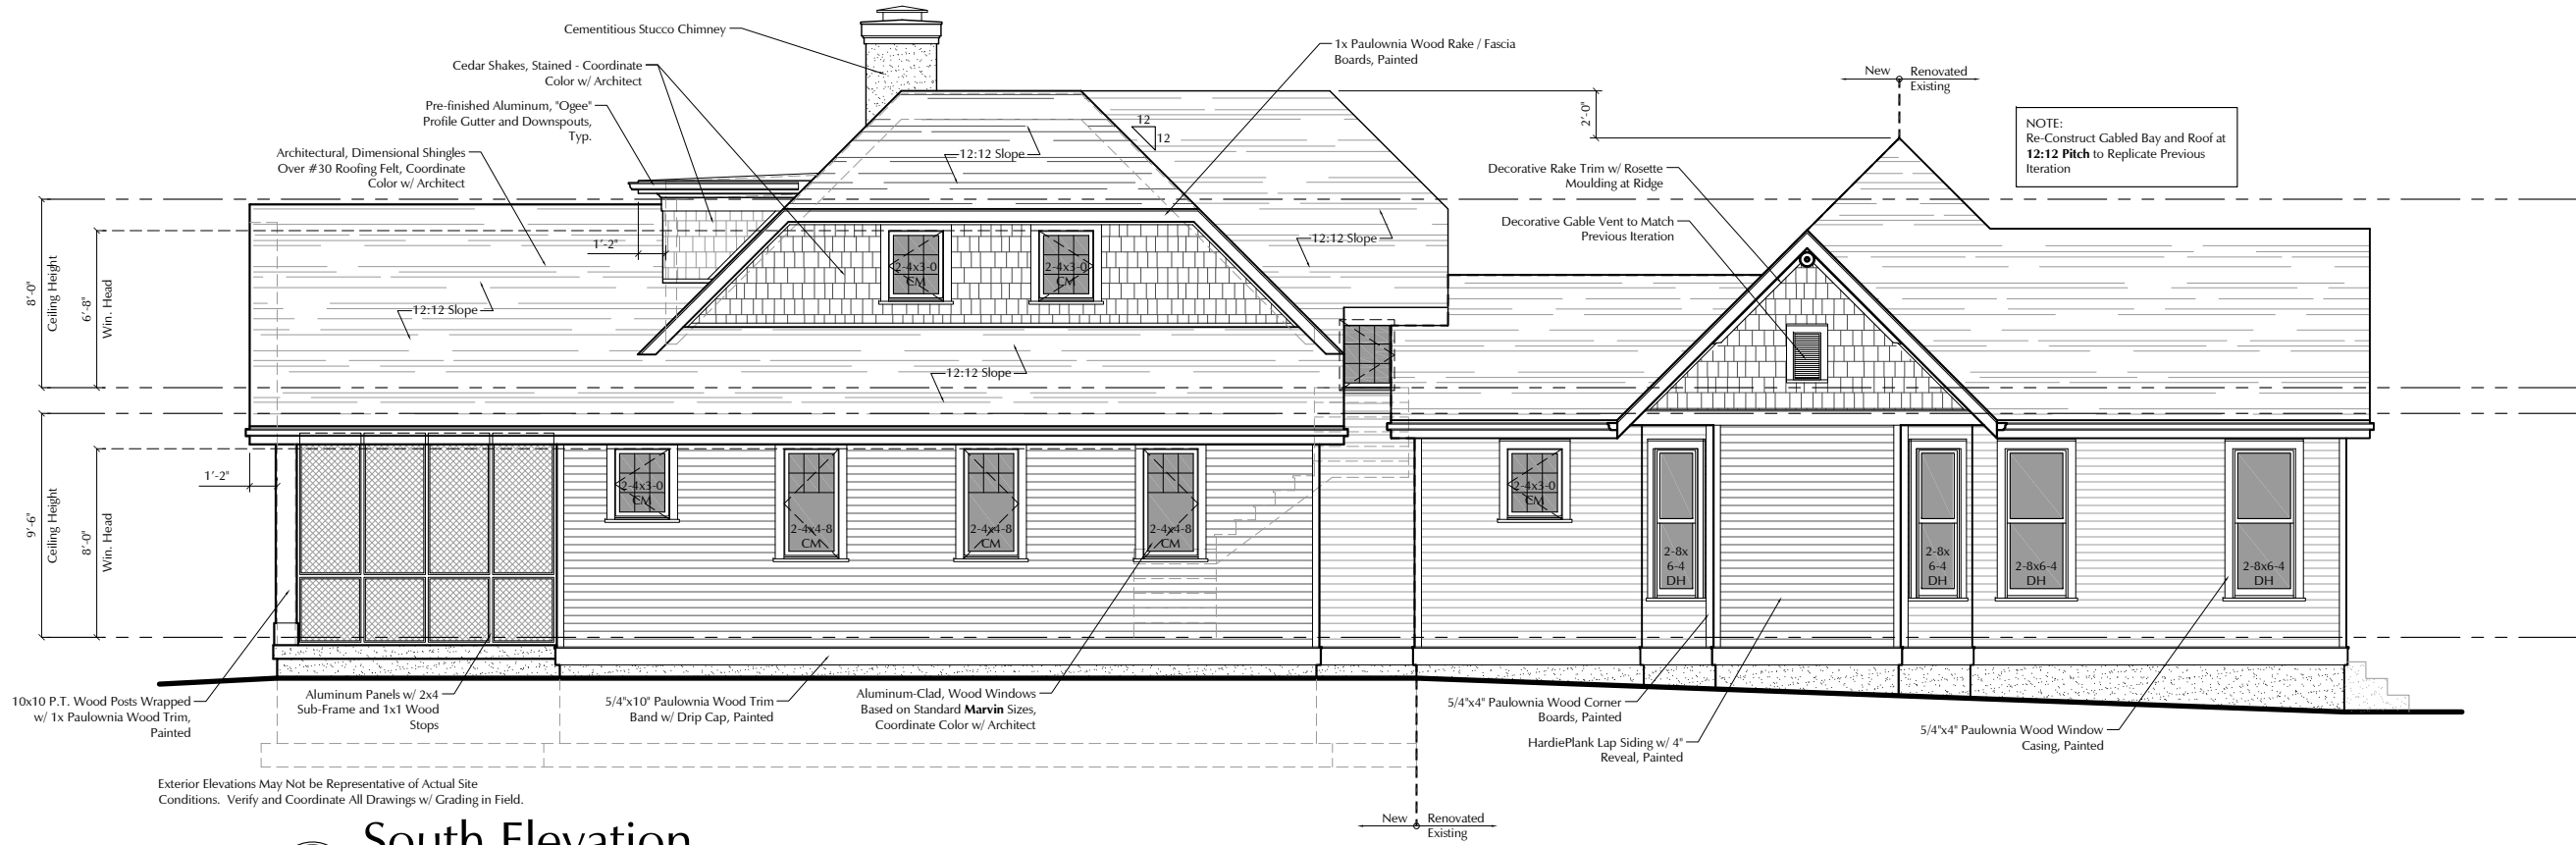 Cementitious Stucco Chimney
Cedar Shakes, Stained - Coordinate
Color w/ Architect
Pre-finished Aluminum, "Ogee"
Profile Gutter and Downspouts,
Typ.
Architectural, Dimensional Shingles
Over #30 Roofing Felt, Coordinate
Color w/ Architect
1x Paulownia Wood Rake / Fascia
Boards, Painted
New
Renovated
Existing
2'-0"
NOTE:
Re-Construct Gabled Bay and Roof at
12:12 Pitch to Replicate Previous
Iteration
Decorative Rake Trim w/ Rosette
Moulding at Ridge
Decorative Gable Vent to Match
Previous Iteration
12
12
12:12 Slope
12:12 Slope
12:12 Slope
12:12 Slope
1'-2"
8'-0"
Ceiling Height
6'-8"
Win. Head
2-4x3-0
CM
2-4x3-0
CM
9'-6"
Ceiling Height
8'-0"
Win. Head
1'-2"
2-4x3-0
CM
2-4x4-8
CM
2-4x4-8
CM
2-4x4-8
CM
2-4x3-0
CM
2-8x
6-4
DH
2-8x
6-4
DH
2-8x6-4
DH
2-8x6-4
DH
10x10 P.T. Wood Posts Wrapped
w/ 1x Paulownia Wood Trim,
Painted
Aluminum Panels w/ 2x4
Sub-Frame and 1x1 Wood
Stops
5/4"x10" Paulownia Wood Trim
Band w/ Drip Cap, Painted
Aluminum-Clad, Wood Windows
Based on Standard Marvin Sizes,
Coordinate Color w/ Architect
5/4"x4" Paulownia Wood Corner
Boards, Painted
HardiePlank Lap Siding w/ 4"
Reveal, Painted
5/4"x4" Paulownia Wood Window
Casing, Painted
Exterior Elevations May Not be Representative of Actual Site
Conditions. Verify and Coordinate All Drawings w/ Grading in Field.
New
Renovated
Existing
South Elevation